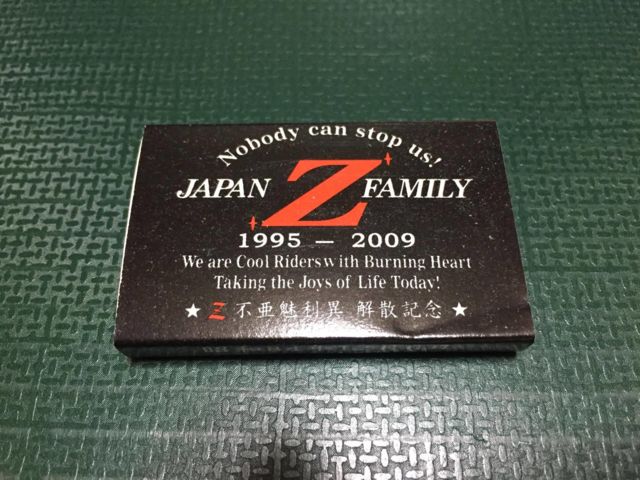 Nobody can stop us!
JAPAN Z FAMILY
1995 – 2009
We are Cool Riders with Burning Heart
Taking the Joys of Life Today!
★ Z 不亜魅利異 解散記念 ★